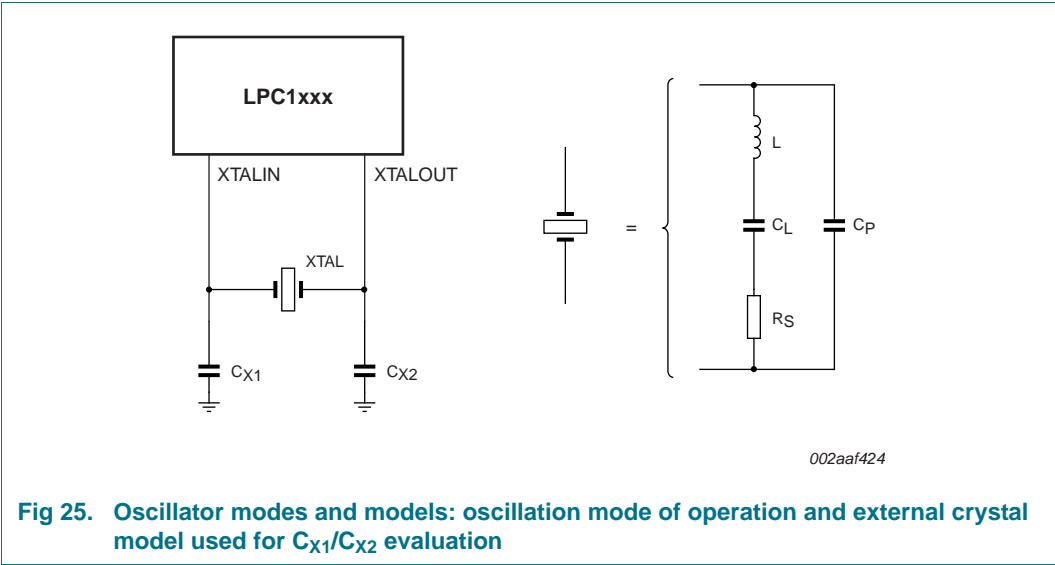 LPC1xxx
XTALIN
XTALOUT
XTAL
CX1
CX2
=
L
CL
CP
RS
002aaf424
Fig 25. Oscillator modes and models: oscillation mode of operation and external crystal
model used for CX1/CX2 evaluation